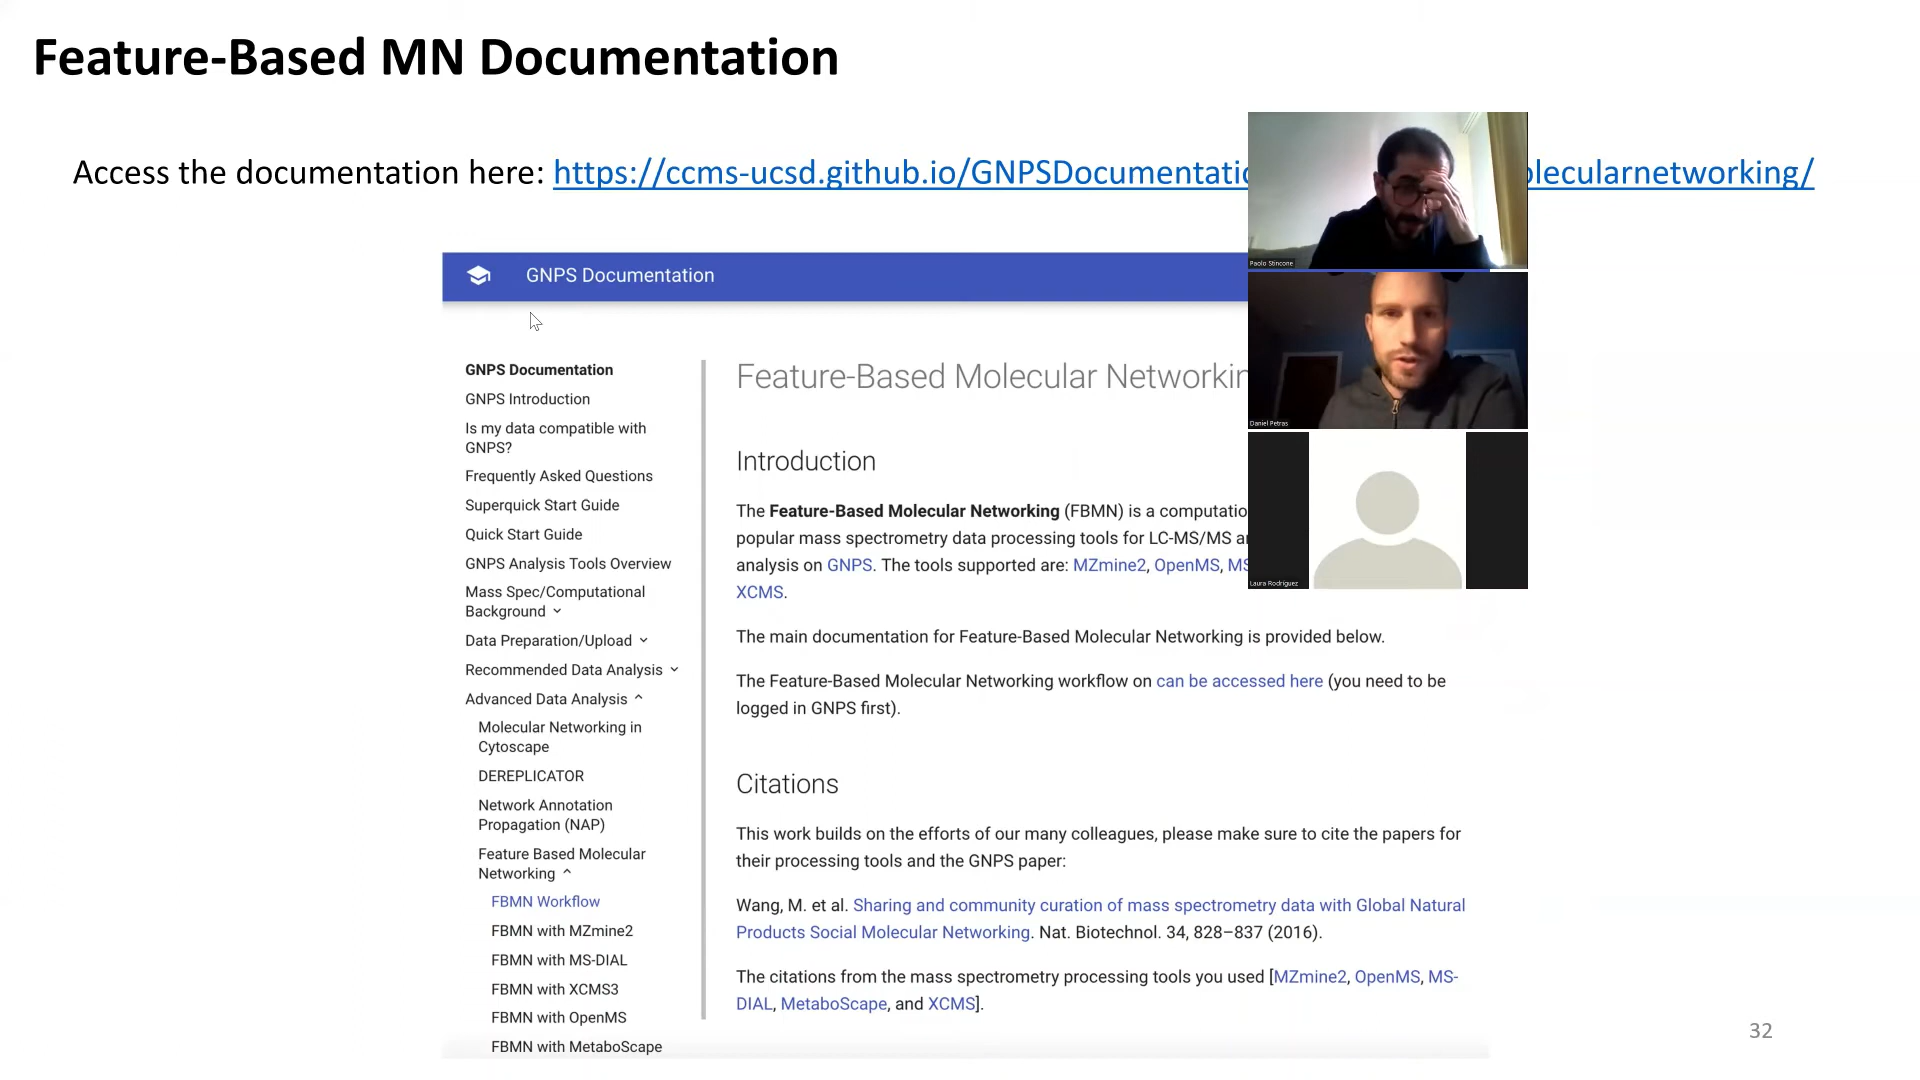 Feature-Based MN Documentation
Access the documentation here: https://ccms-ucsd.github.io/GNPSDocumentatio olecularnetworking/
Paolo Stincone
GNPS Documentation
Daniel Petras
GNPS Documentation
GNPS Introduction
Is my data compatible with
GNPS?
Frequently Asked Questions
Superquick Start Guide
Quick Start Guide
GNPS Analysis Tools Overview
Mass Spec/Computational
Background
Data Preparation/Upload
Recommended Data Analysis
Advanced Data Analysis
Molecular Networking in
Cytoscape
DEREPLICATOR
Network Annotation
Propagation (NAP)
Feature Based Molecular
Networking
FBMN Workflow
FBMN with MZmine2
FBMN with MS-DIAL
FBMN with XCMS3
FBMN with OpenMS
FBMN with MetaboScape
Feature-Based Molecular Networkin
Introduction
The Feature-Based Molecular Networking (FBMN) is a computatio
popular mass spectrometry data processing tools for LC-MS/MS
analysis on GNPS. The tools supported are: MZmine2, OpenMS,
XCMS.
Laura Rodriguez
The main documentation for Feature-Based Molecular Networking is provided below.
The Feature-Based Molecular Networking workflow on can be accessed here (you need to be
logged in GNPS first).
Citations
This work builds on the efforts of our many colleagues, please make sure to cite the papers for
their processing tools and the GNPS paper:
Wang, M. et al. Sharing and community curation of mass spectrometry data with Global Natural
Products Social Molecular Networking. Nat. Biotechnol. 34, 828–837 (2016).
The citations from the mass spectrometry processing tools you used [MZmine2, OpenMS, MS-
DIAL, MetaboScape, and XCMS].
32